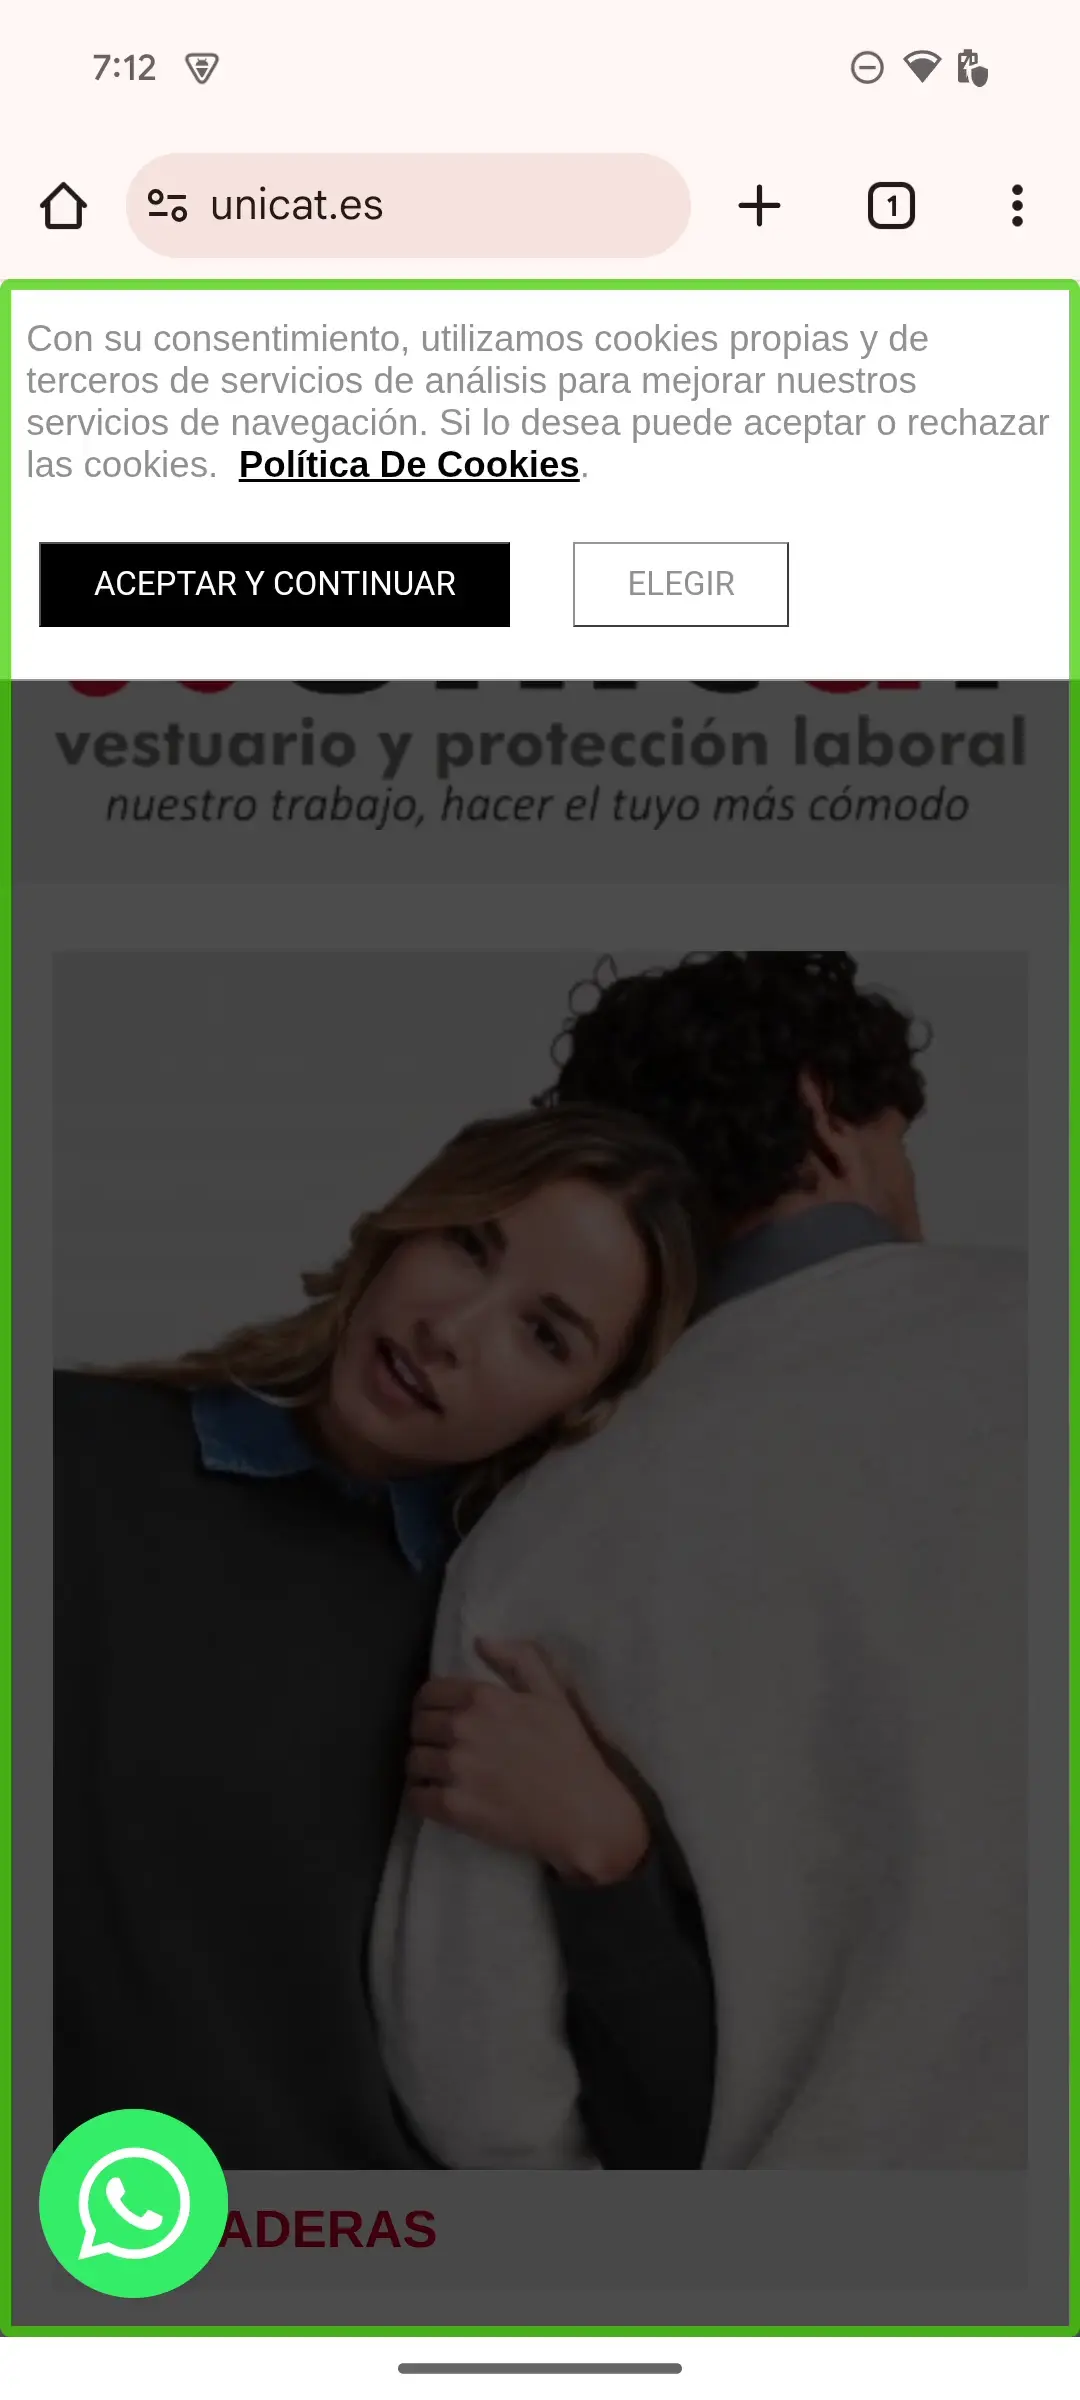 7:12
unicat.es
1
Con su consentimiento, utilizamos cookies propias y de
terceros de servicios de análisis para mejorar nuestros
servicios de navegación. Si lo desea puede aceptar o rechazar
las cookies. Política De Cookies.
ACEPTAR Y CONTINUAR
ELEGIR
vestuario y protección laboral
nuestro trabajo, hacer el tuyo más cómodo
ADERAS